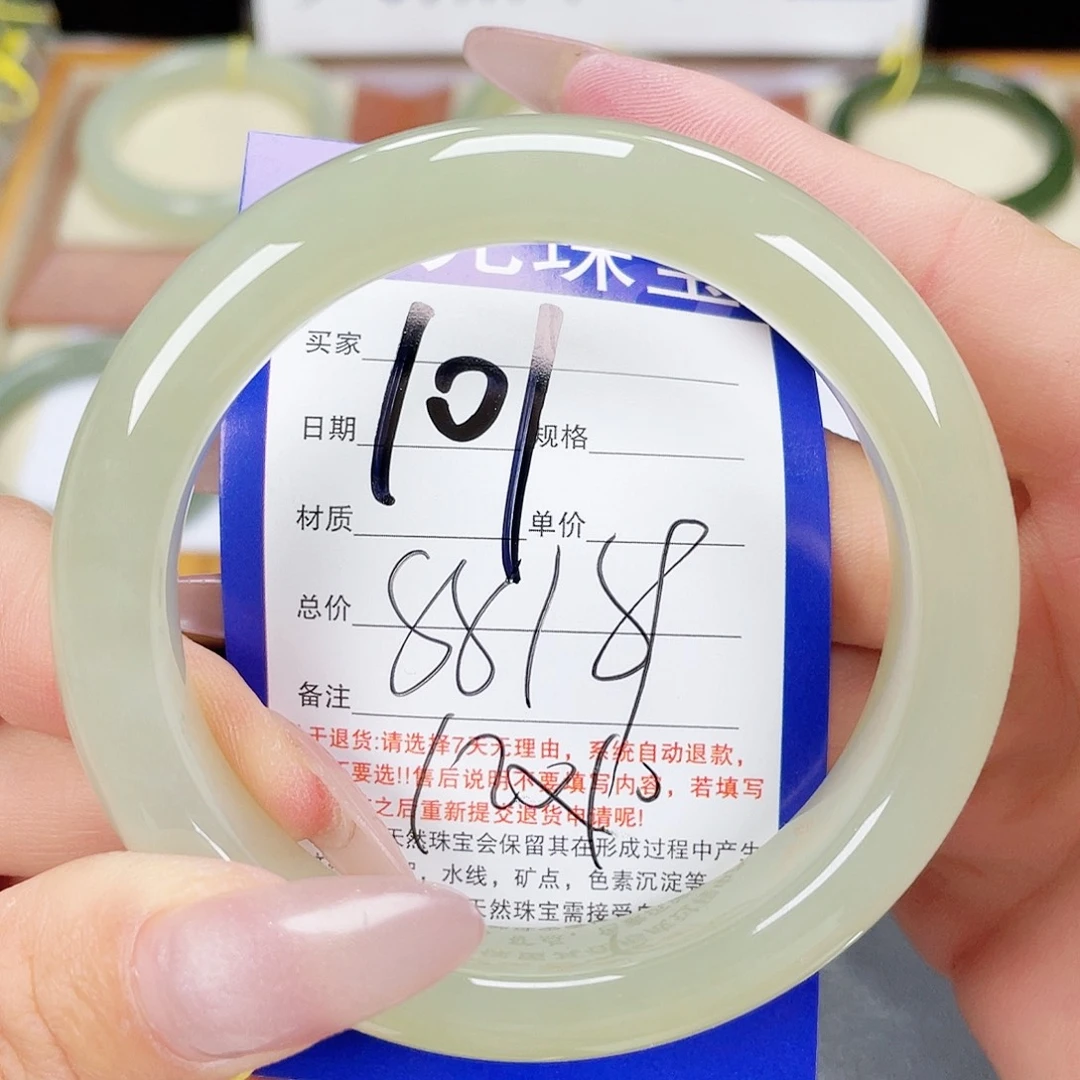 珠宝
买家
101
日期 规格
材质 单价
总价 8818
备注
退货:请选择7天无理由，系统自动退款，
要选!!售后说明不要填写内容，若填写
之后重新提交退货申请呢!
天然珠宝会保留其在形成过程中产生
，水线，矿点，色素沉淀等
天然珠宝需接受